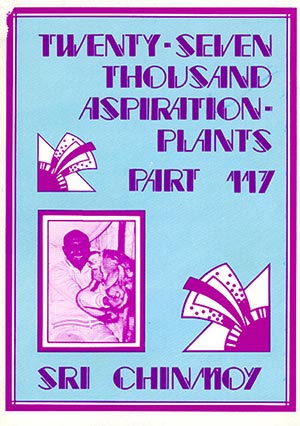 TWENTY-SEVEN
THOUSAND
ASPIRATION-
PLANTS
PART 117
SRI CHINMOY